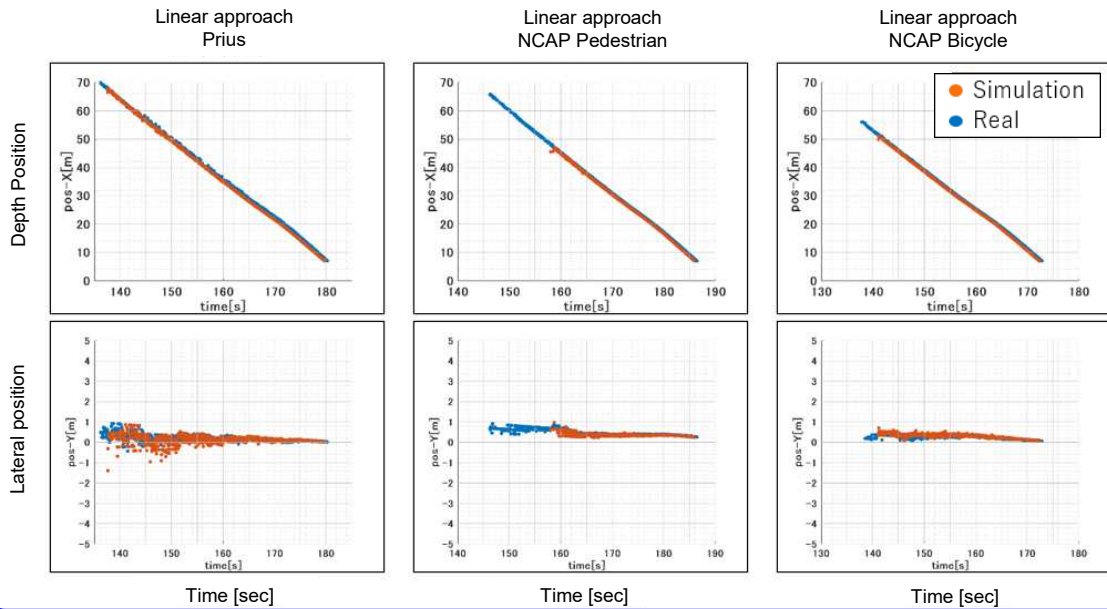 Linear approach
Prius
Linear approach
NCAP Pedestrian
Linear approach
NCAP Bicycle
Depth Position
pos-X[m]
70
60
50
40
30
20
10
0
140 150 160 170 180
time[s]
pos-X[m]
70
60
50
40
30
20
10
0
140 150 160 170 180 190
time[s]
Simulation
Real
pos-X[m]
70
60
50
40
30
20
10
0
130 140 150 160 170 180
time[s]
Lateral position
pos-Y[m]
5
4
3
2
1
0
-1
-2
-3
-4
-5
140 150 160 170 180
time[s]
pos-Y[m]
5
4
3
2
1
0
-1
-2
-3
-4
-5
140 150 160 170 180 190
time[s]
pos-Y[m]
5
4
3
2
1
0
-1
-2
-3
-4
-5
130 140 150 160 170 180
time[s]
Time [sec]
Time [sec]
Time [sec]